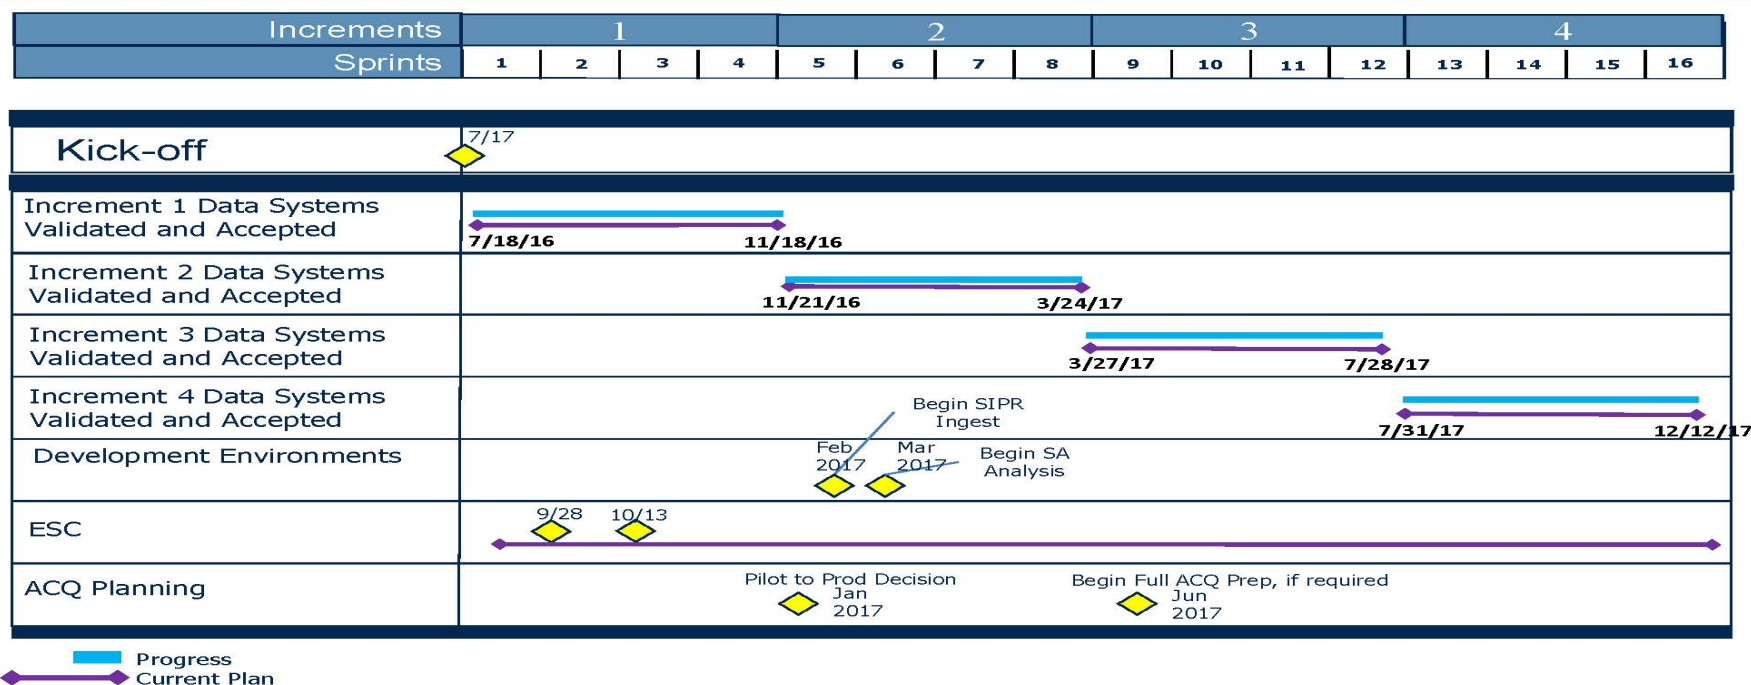 Increments 1 2 3 4
Sprints 1 2 3 4 5 6 7 8 9 10 11 12 13 14 15 16
Kick-off
7/17
Increment 1 Data Systems
Validated and Accepted
7/18/16 11/18/16
Increment 2 Data Systems
Validated and Accepted
11/21/16 3/24/17
Increment 3 Data Systems
Validated and Accepted
3/27/17 7/28/17
Increment 4 Data Systems
Validated and Accepted
7/31/17 12/12/17
Development Environments
Feb
2017
Begin SIPR
Ingest
Mar
2017
Begin SA
Analysis
ESC
9/28 10/13
ACQ Planning
Pilot to Prod Decision
Jan
2017
Begin Full ACQ Prep, if required
Jun
2017
Progress
Current Plan